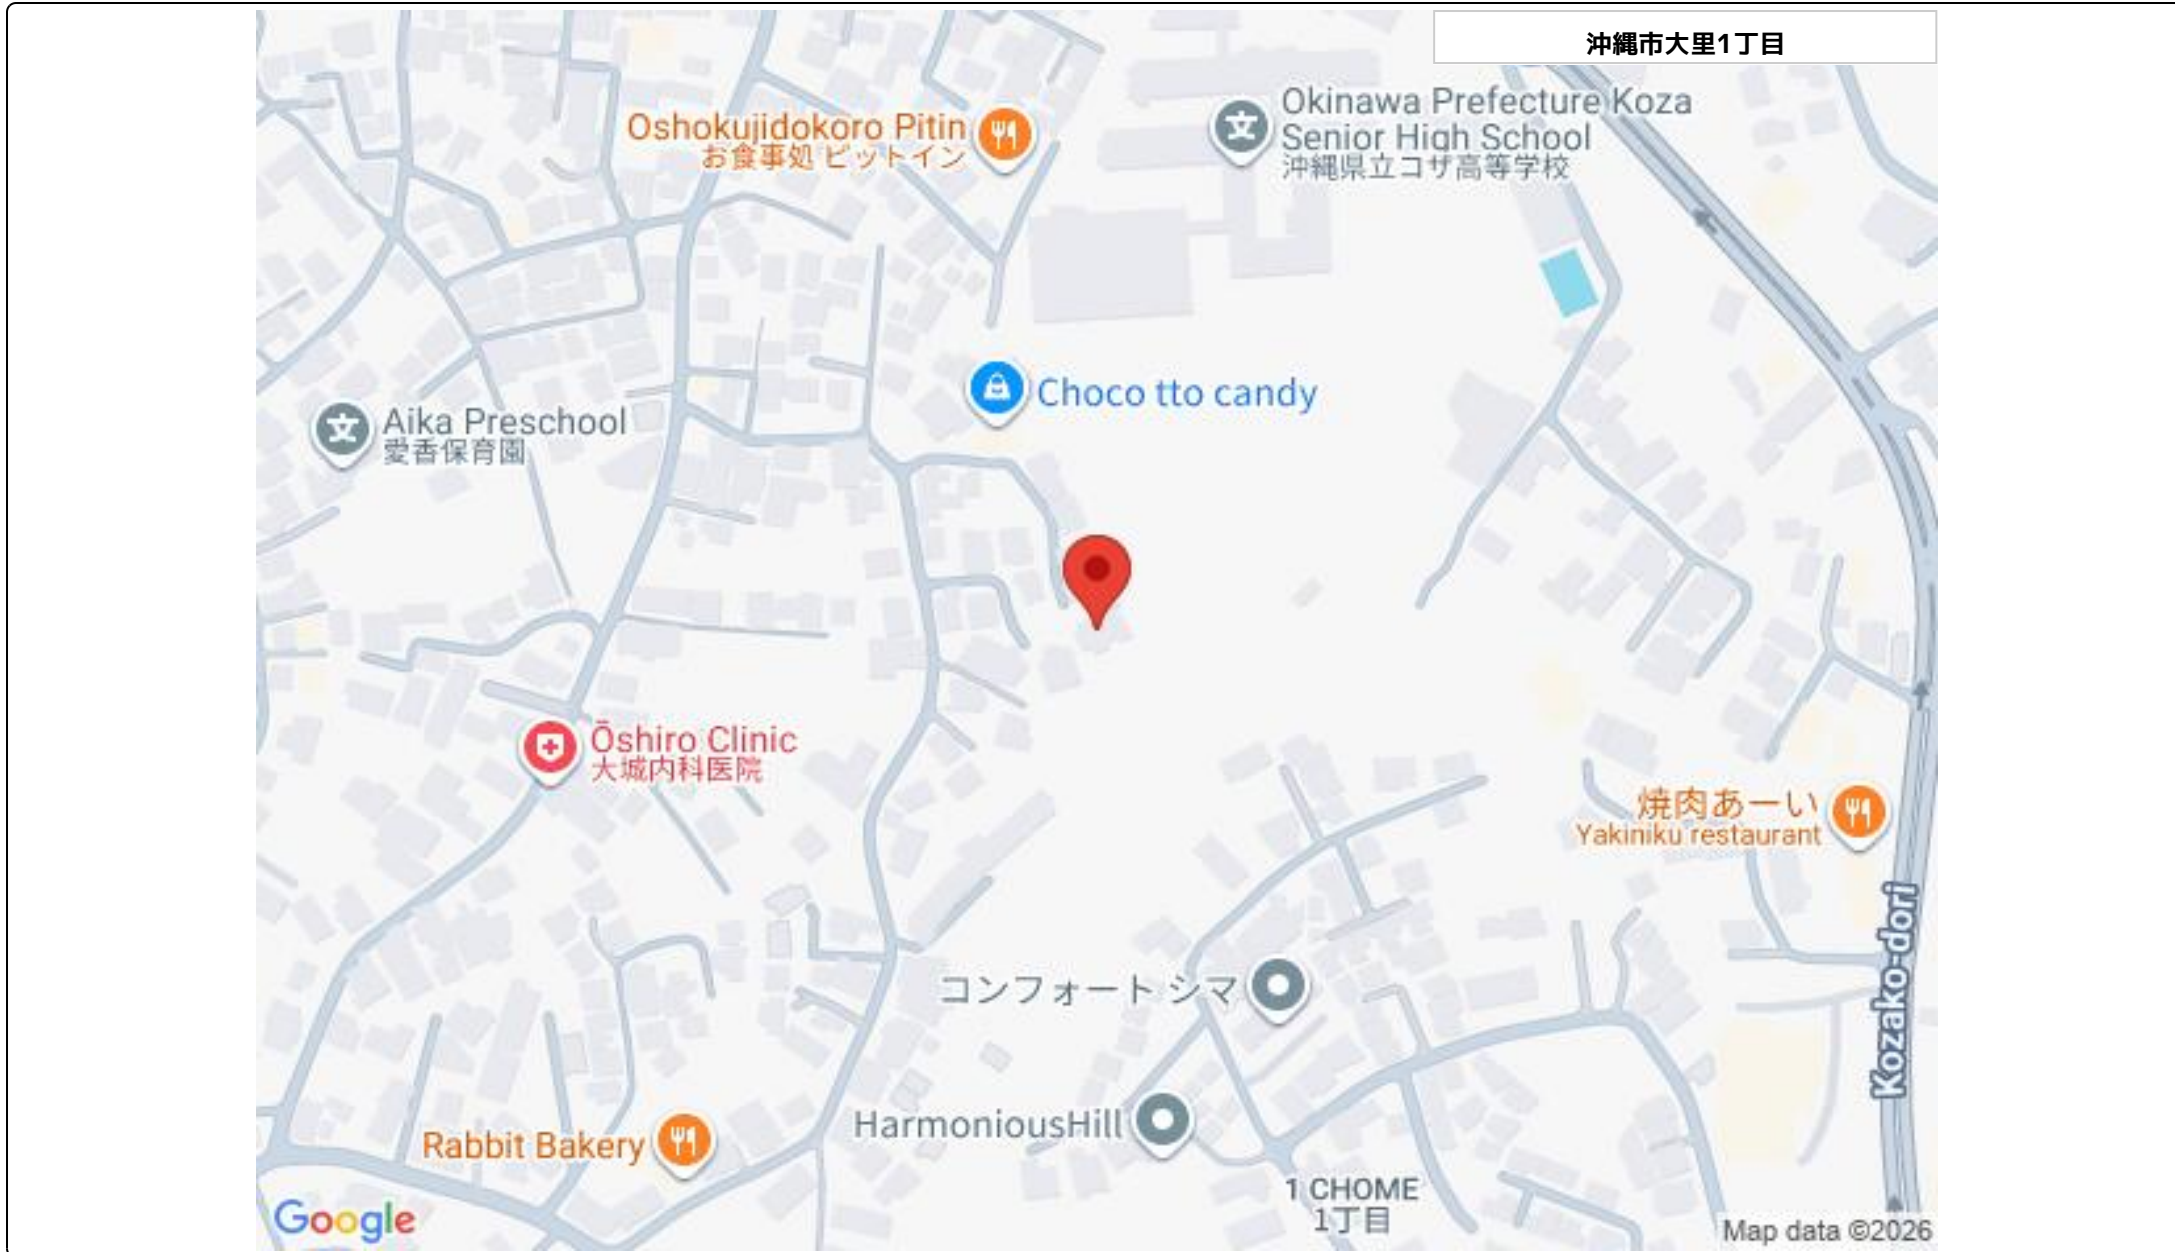 沖縄市大里1丁目
Okinawa Prefecture Koza
Senior High School
沖縄県立コザ高等学校
Oshokujidokoro Pitin
お食事処 ピットイン
Choco tto candy
Aika Preschool
愛香保育園
Ōshiro Clinic
大城内科医院
焼肉あーい
Yakiniku restaurant
Kozako-dori
コンフォートシマ
HarmoniousHill
Rabbit Bakery
1 CHOME
1丁目
Google
Map data ©2026